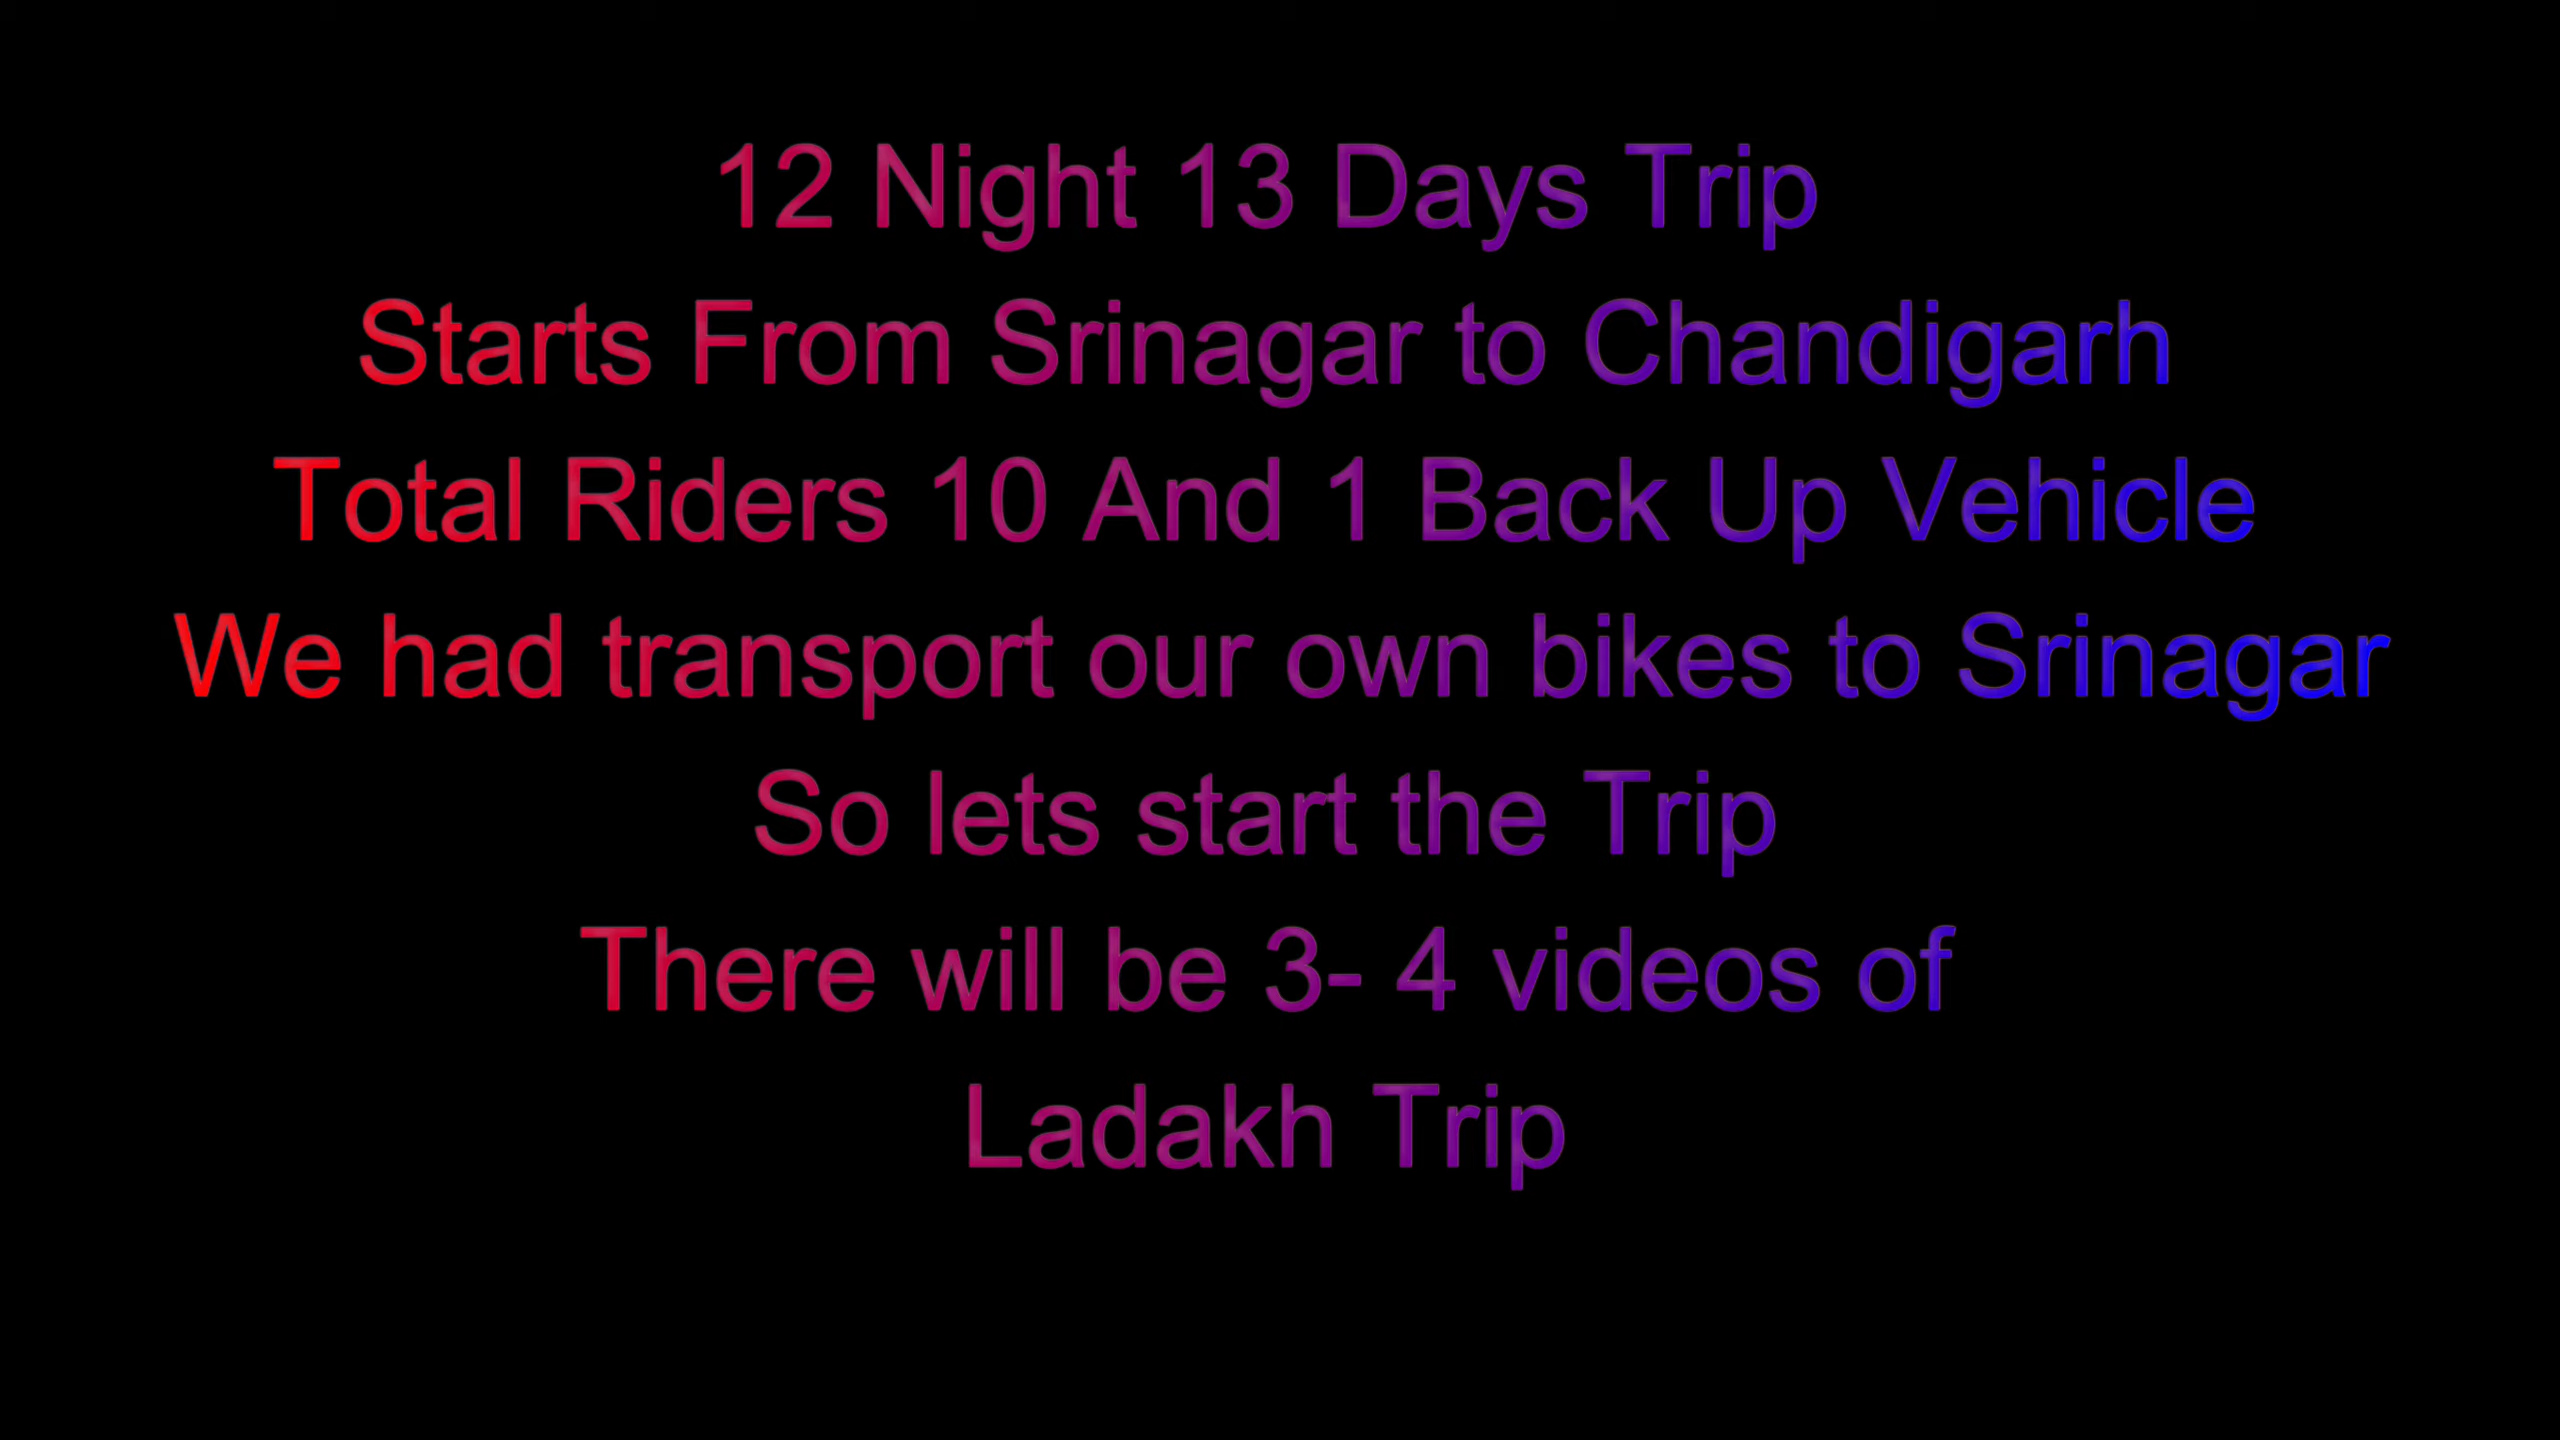 12 Night 13 Days Trip
Starts From Srinagar to Chandigarh
Total Riders 10 And 1 Back Up Vehicle
We had transport our own bikes to Srinagar
So lets start the Trip
There will be 3- 4 videos of
Ladakh Trip